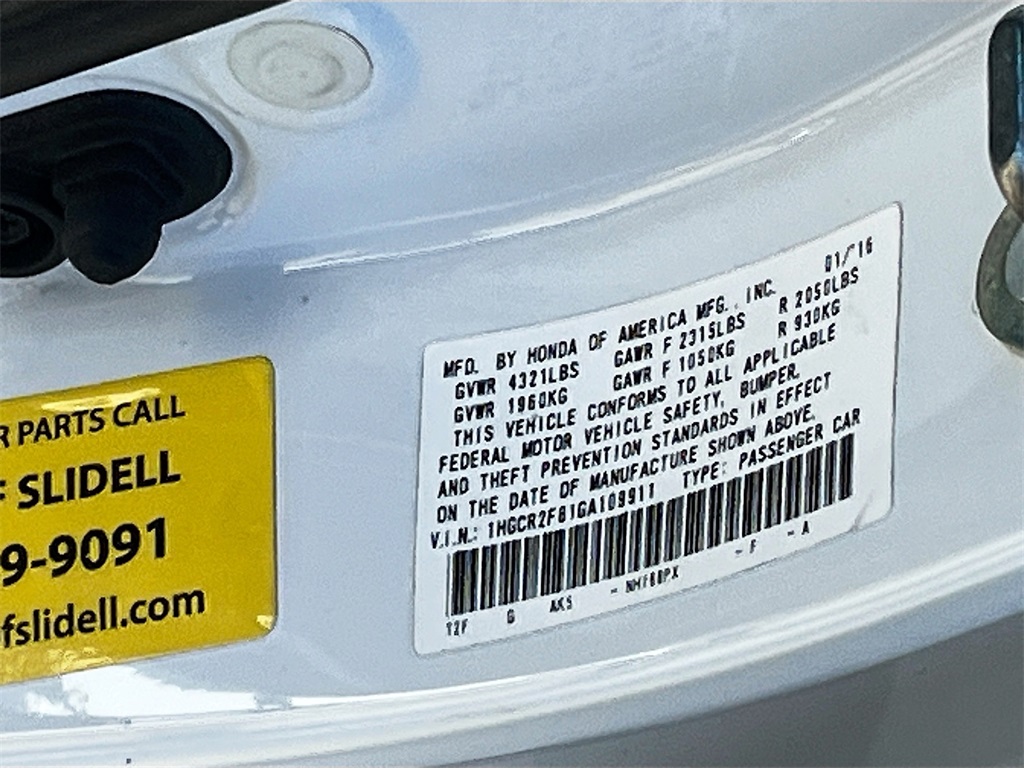 R PARTS CALL
F SLIDELL
9-9091
fslidell.com
MFD. BY HONDA OF AMERICA MFG., INC. 01/'16
GVWR 4321LBS GAWR F 2315LBS R 2050LBS
GVWR 1960KG GAWR F 1050KG R 930KG
THIS VEHICLE CONFORMS TO ALL APPLICABLE
FEDERAL MOTOR VEHICLE SAFETY, BUMPER,
AND THEFT PREVENTION STANDARDS IN EFFECT
ON THE DATE OF MANUFACTURE SHOWN ABOVE.
V.I.N.: 1HGCR2F81GA109911 TYPE: PASSENGER CAR
T2F G AK5 - - F - A